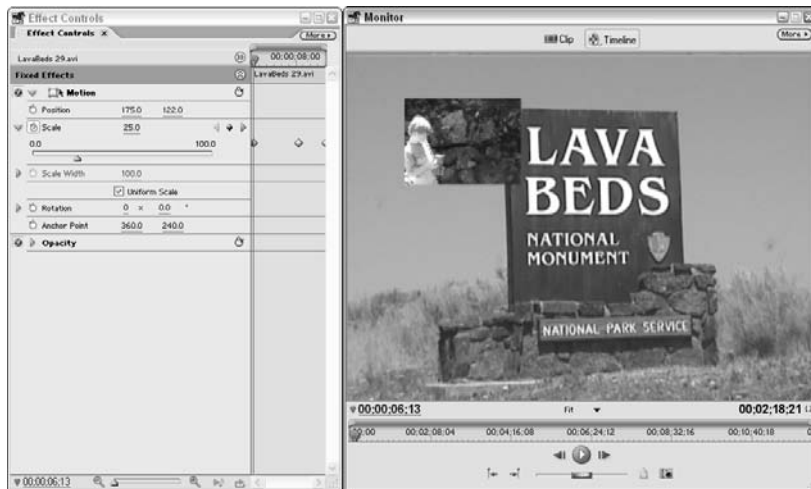 Effect Controls
Effect Controls x
More
LavaBeds 29.avi
00;00;08;00
Fixed Effects
LavaBeds 29.avi
Motion
Position 175.0 122.0
Scale 25.0
0.0 100.0
Scale Width 100.0
Uniform Scale
Rotation 0 x 0.0 °
Anchor Point 360.0 240.0
Opacity
00;00;06;13
Monitor
Clip Timeline
More
LAVA
BEDS
NATIONAL
MONUMENT
NATIONAL PARK SERVICE
00;00;06;13 Fit 00;02;18;21
00;00 00;02;08;04 00;04;16;08 00;06;24;12 00;08;32;16 00;10;40;18